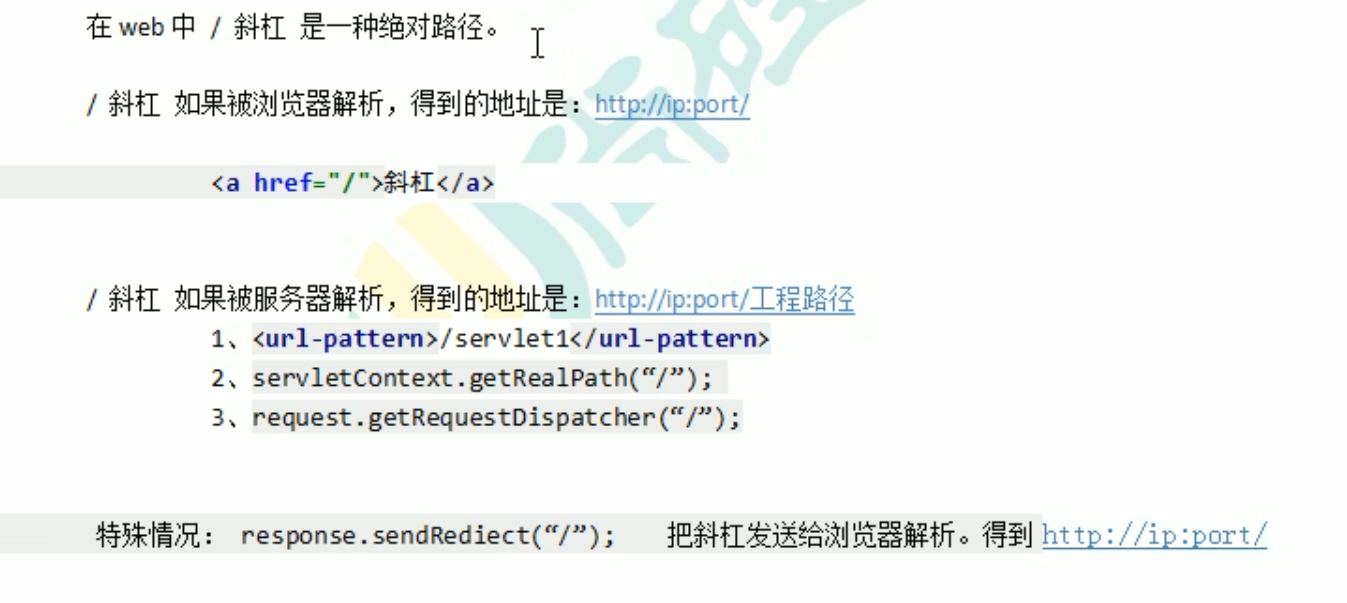 在 web 中 / 斜杠 是一种绝对路径。
/ 斜杠 如果被浏览器解析，得到的地址是：http://ip:port/
<a href="/">斜杠</a>
/ 斜杠 如果被服务器解析，得到的地址是：http://ip:port/工程路径
1、<url-pattern>/servlet1</url-pattern>
2、servletContext.getRealPath(“/”);
3、request.getRequestDispatcher(“/”);
特殊情况： response.sendRediect(“/”); 把斜杠发送给浏览器解析。得到 http://ip:port/